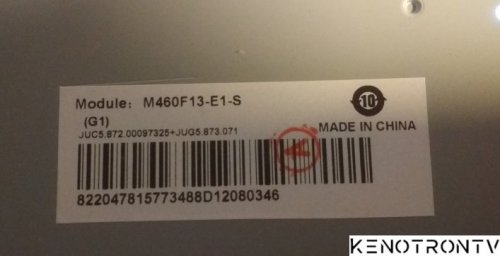 Module: M460F13-E1-S
(G1)
JUC5.872.00097325+JUG5.873.071
10
MADE IN CHINA
822047815773488D12080346
KENOTRONTV